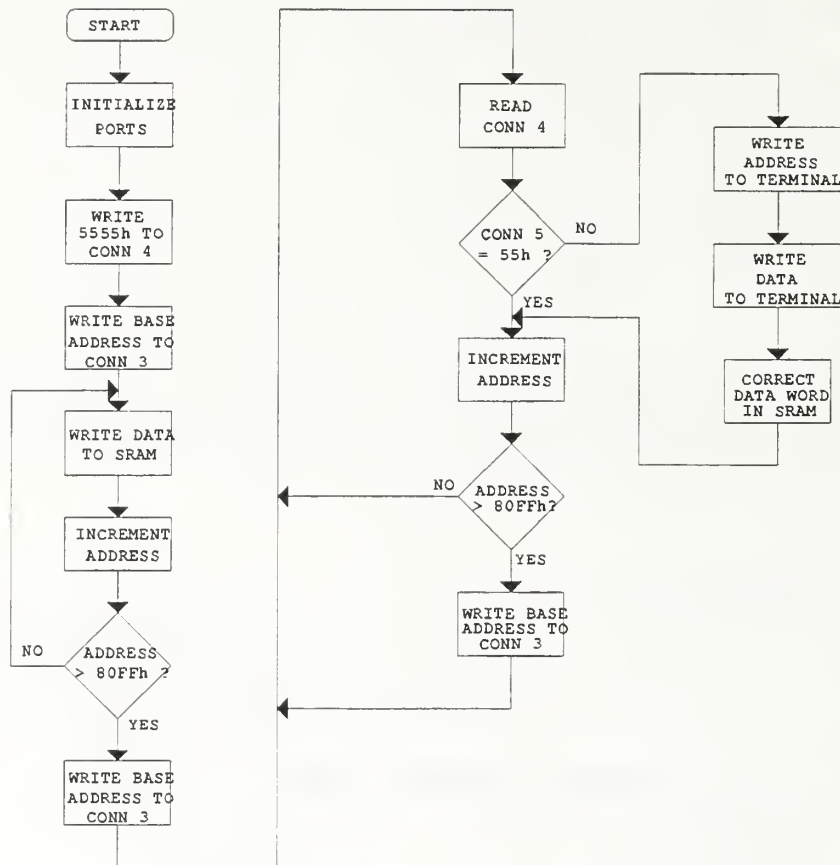 START
INITIALIZE
PORTS
WRITE
5555h TO
CONN 4
WRITE BASE
ADDRESS TO
CONN 3
WRITE DATA
TO SRAM
INCREMENT
ADDRESS
NO
ADDRESS
> 80FFh ?
YES
WRITE BASE
ADDRESS TO
CONN 3
READ
CONN 4
CONN 5
= 55h ?
NO
YES
INCREMENT
ADDRESS
NO
ADDRESS
> 80FFh?
YES
WRITE BASE
ADDRESS TO
CONN 3
WRITE
ADDRESS
TO TERMINAL
WRITE
DATA
TO TERMINAL
CORRECT
DATA WORD
IN SRAM